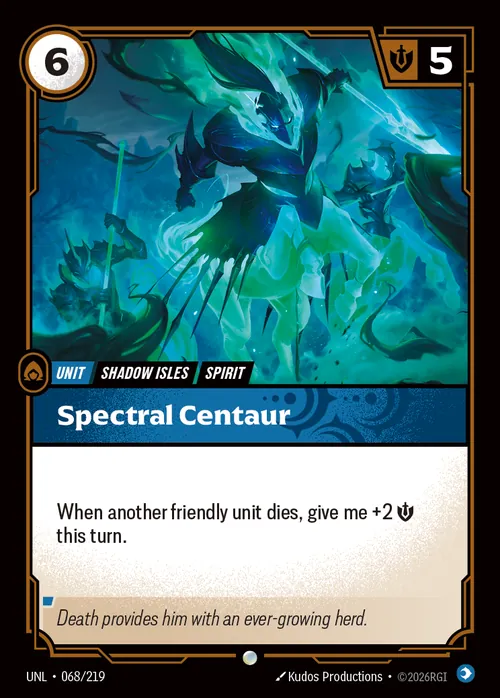 6
5
UNIT
SHADOW ISLES
SPIRIT
Spectral Centaur
When another friendly unit dies, give me +2
this turn.
Death provides him with an ever-growing herd.
UNL • 068/219
Kudos Productions • ©2026RGI